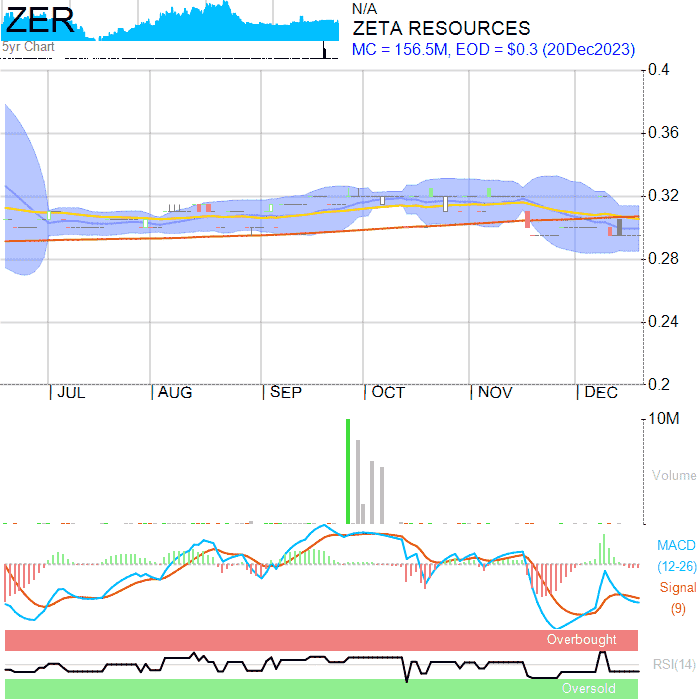 ZER
N/A
ZETA RESOURCES
5yr Chart
MC = 156.5M, EOD = $0.3 (20Dec2023)
0.4
0.36
0.32
0.28
0.24
0.2
JUL AUG SEP OCT NOV DEC
10M
Volume
MACD
(12-26)
Signal
(9)
Overbought
RSI(14)
Oversold